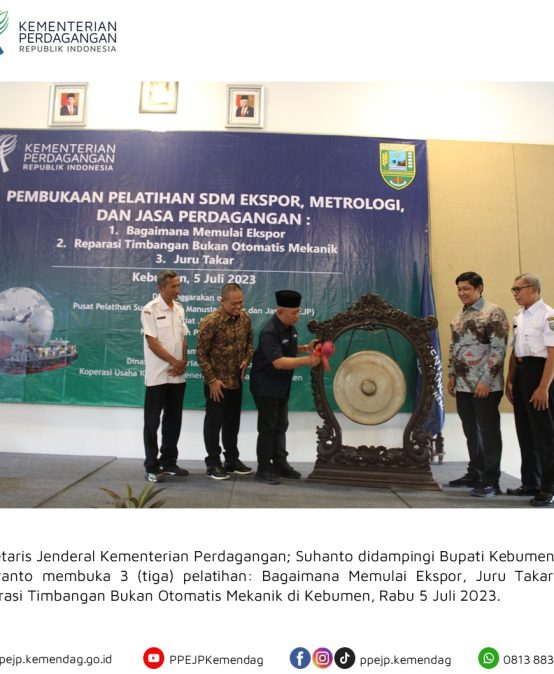 KEMENTERIAN
PERDAGANGAN
REPUBLIK INDONESIA
KEMENTERIAN
PERDAGANGAN
REPUBLIK INDONESIA
PEMBUKAAN PELATIHAN SDM EKSPOR, METROLOGI,
DAN JASA PERDAGANGAN :
1. Bagaimana Memulai Ekspor
2. Reparasi Timbangan Bukan Otomatis Mekanik
3. Juru Takar
Kebumen, 5 Juli 2023
Pusat Pelatihan
Koperasi Usaha
etaris Jenderal Kementerian Perdagangan; Suhanto didampingi Bupati Kebumen
anto membuka 3 (tiga) pelatihan: Bagaimana Memulai Ekspor, Juru Takar
arasi Timbangan Bukan Otomatis Mekanik di Kebumen, Rabu 5 Juli 2023.
ppejp.kemendag.go.id PPEJPKemendag ppejp.kemendag 0813 883